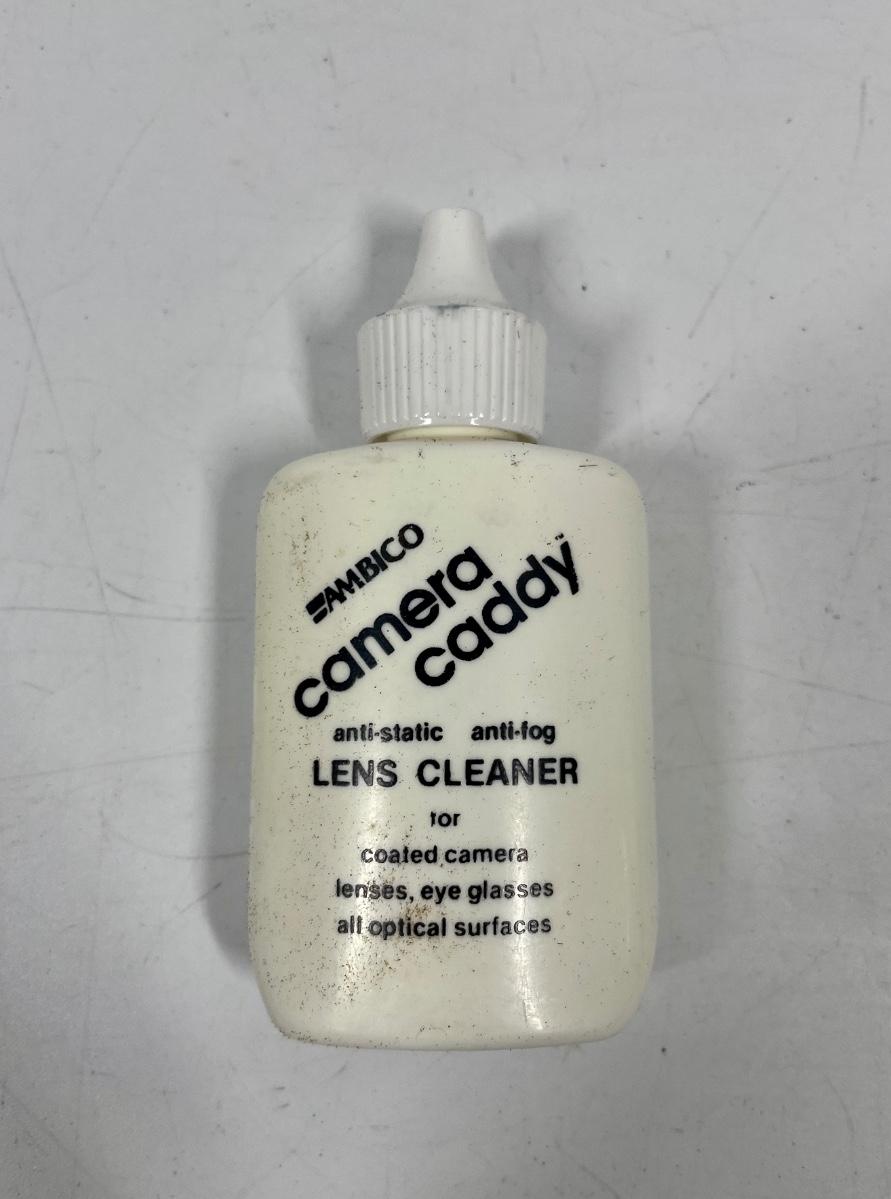 AMBICO
camera
caddy
anti-static anti-fog
LENS CLEANER
for
coated camera
lenses, eye glasses
all optical surfaces